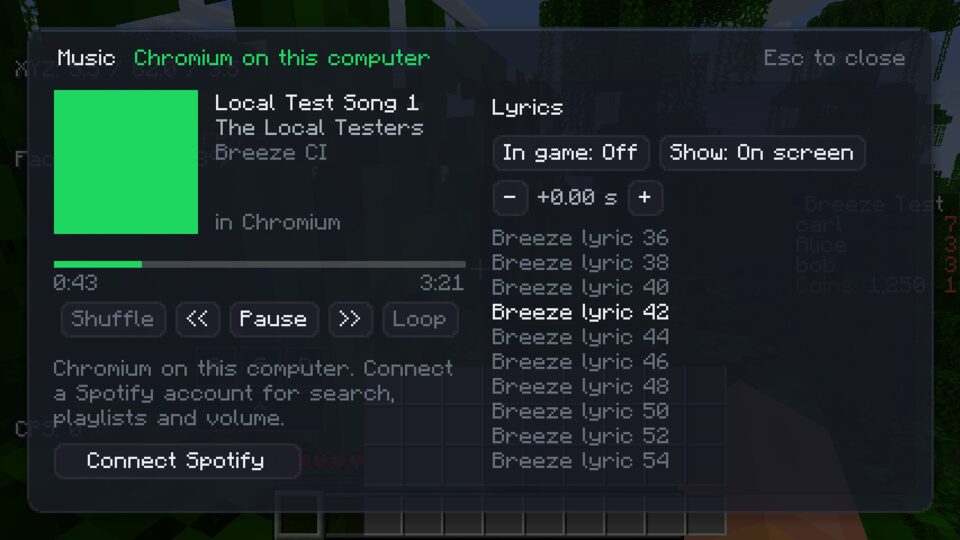 Music Chromium on this computer
Esc to close
Local Test Song 1
The Local Testers
Breeze CI
in Chromium
0:43
3:21
Shuffle
<<
Pause
>>
Loop
Chromium on this computer. Connect
a Spotify account for search,
playlists and volume.
Connect Spotify
Lyrics
In game: Off
Show: On screen
-
+0.00 s
+
Breeze lyric 36
Breeze lyric 38
Breeze lyric 40
Breeze lyric 42
Breeze lyric 44
Breeze lyric 46
Breeze lyric 48
Breeze lyric 50
Breeze lyric 52
Breeze lyric 54
Breeze Test
carl 7
Alice 3
bob 3
Coins: 1,250 1